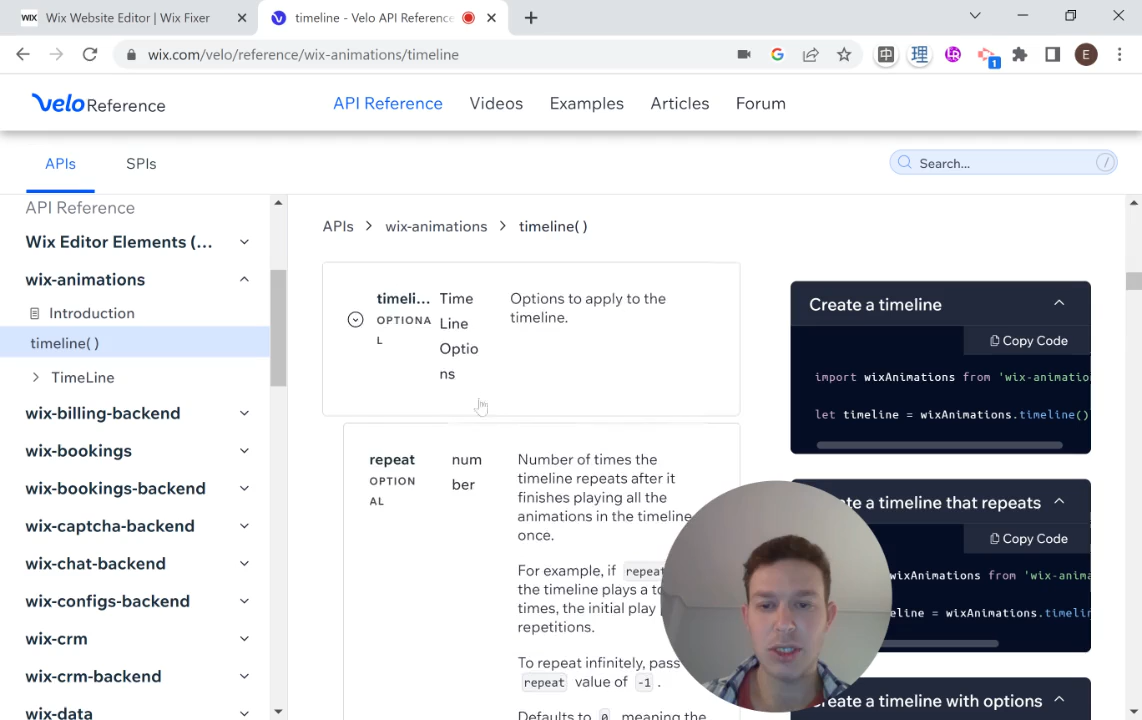 Wix Website Editor | Wix Fixer
timeline - Velo API Reference
wix.com/velo/reference/wix-animations/timeline
中
理
1
E
velo Reference
API Reference
Videos
Examples
Articles
Forum
APIs
SPIs
Search...
/
API Reference
Wix Editor Elements (...
wix-animations
Introduction
timeline( )
TimeLine
wix-billing-backend
wix-bookings
wix-bookings-backend
wix-captcha-backend
wix-chat-backend
wix-configs-backend
wix-crm
wix-crm-backend
wix-data
APIs > wix-animations > timeline( )
timeli...
OPTIONA
L
Time
Line
Optio
ns
Options to apply to the
timeline.
repeat
OPTION
AL
num
ber
Number of times the
timeline repeats after it
finishes playing all the
animations in the timeline
once.
For example, if repeat
the timeline plays a
times, the initial play
repetitions.
To repeat infinitely, pass
repeat value of -1 .
Defaults to 0, meaning the
Create a timeline
Copy Code
import wixAnimations from 'wix-animatio
let timeline = wixAnimations.timeline()
a timeline that repeats
Copy Code
wixAnimations from 'wix-anima
= wixAnimations.timelin
Create a timeline with options